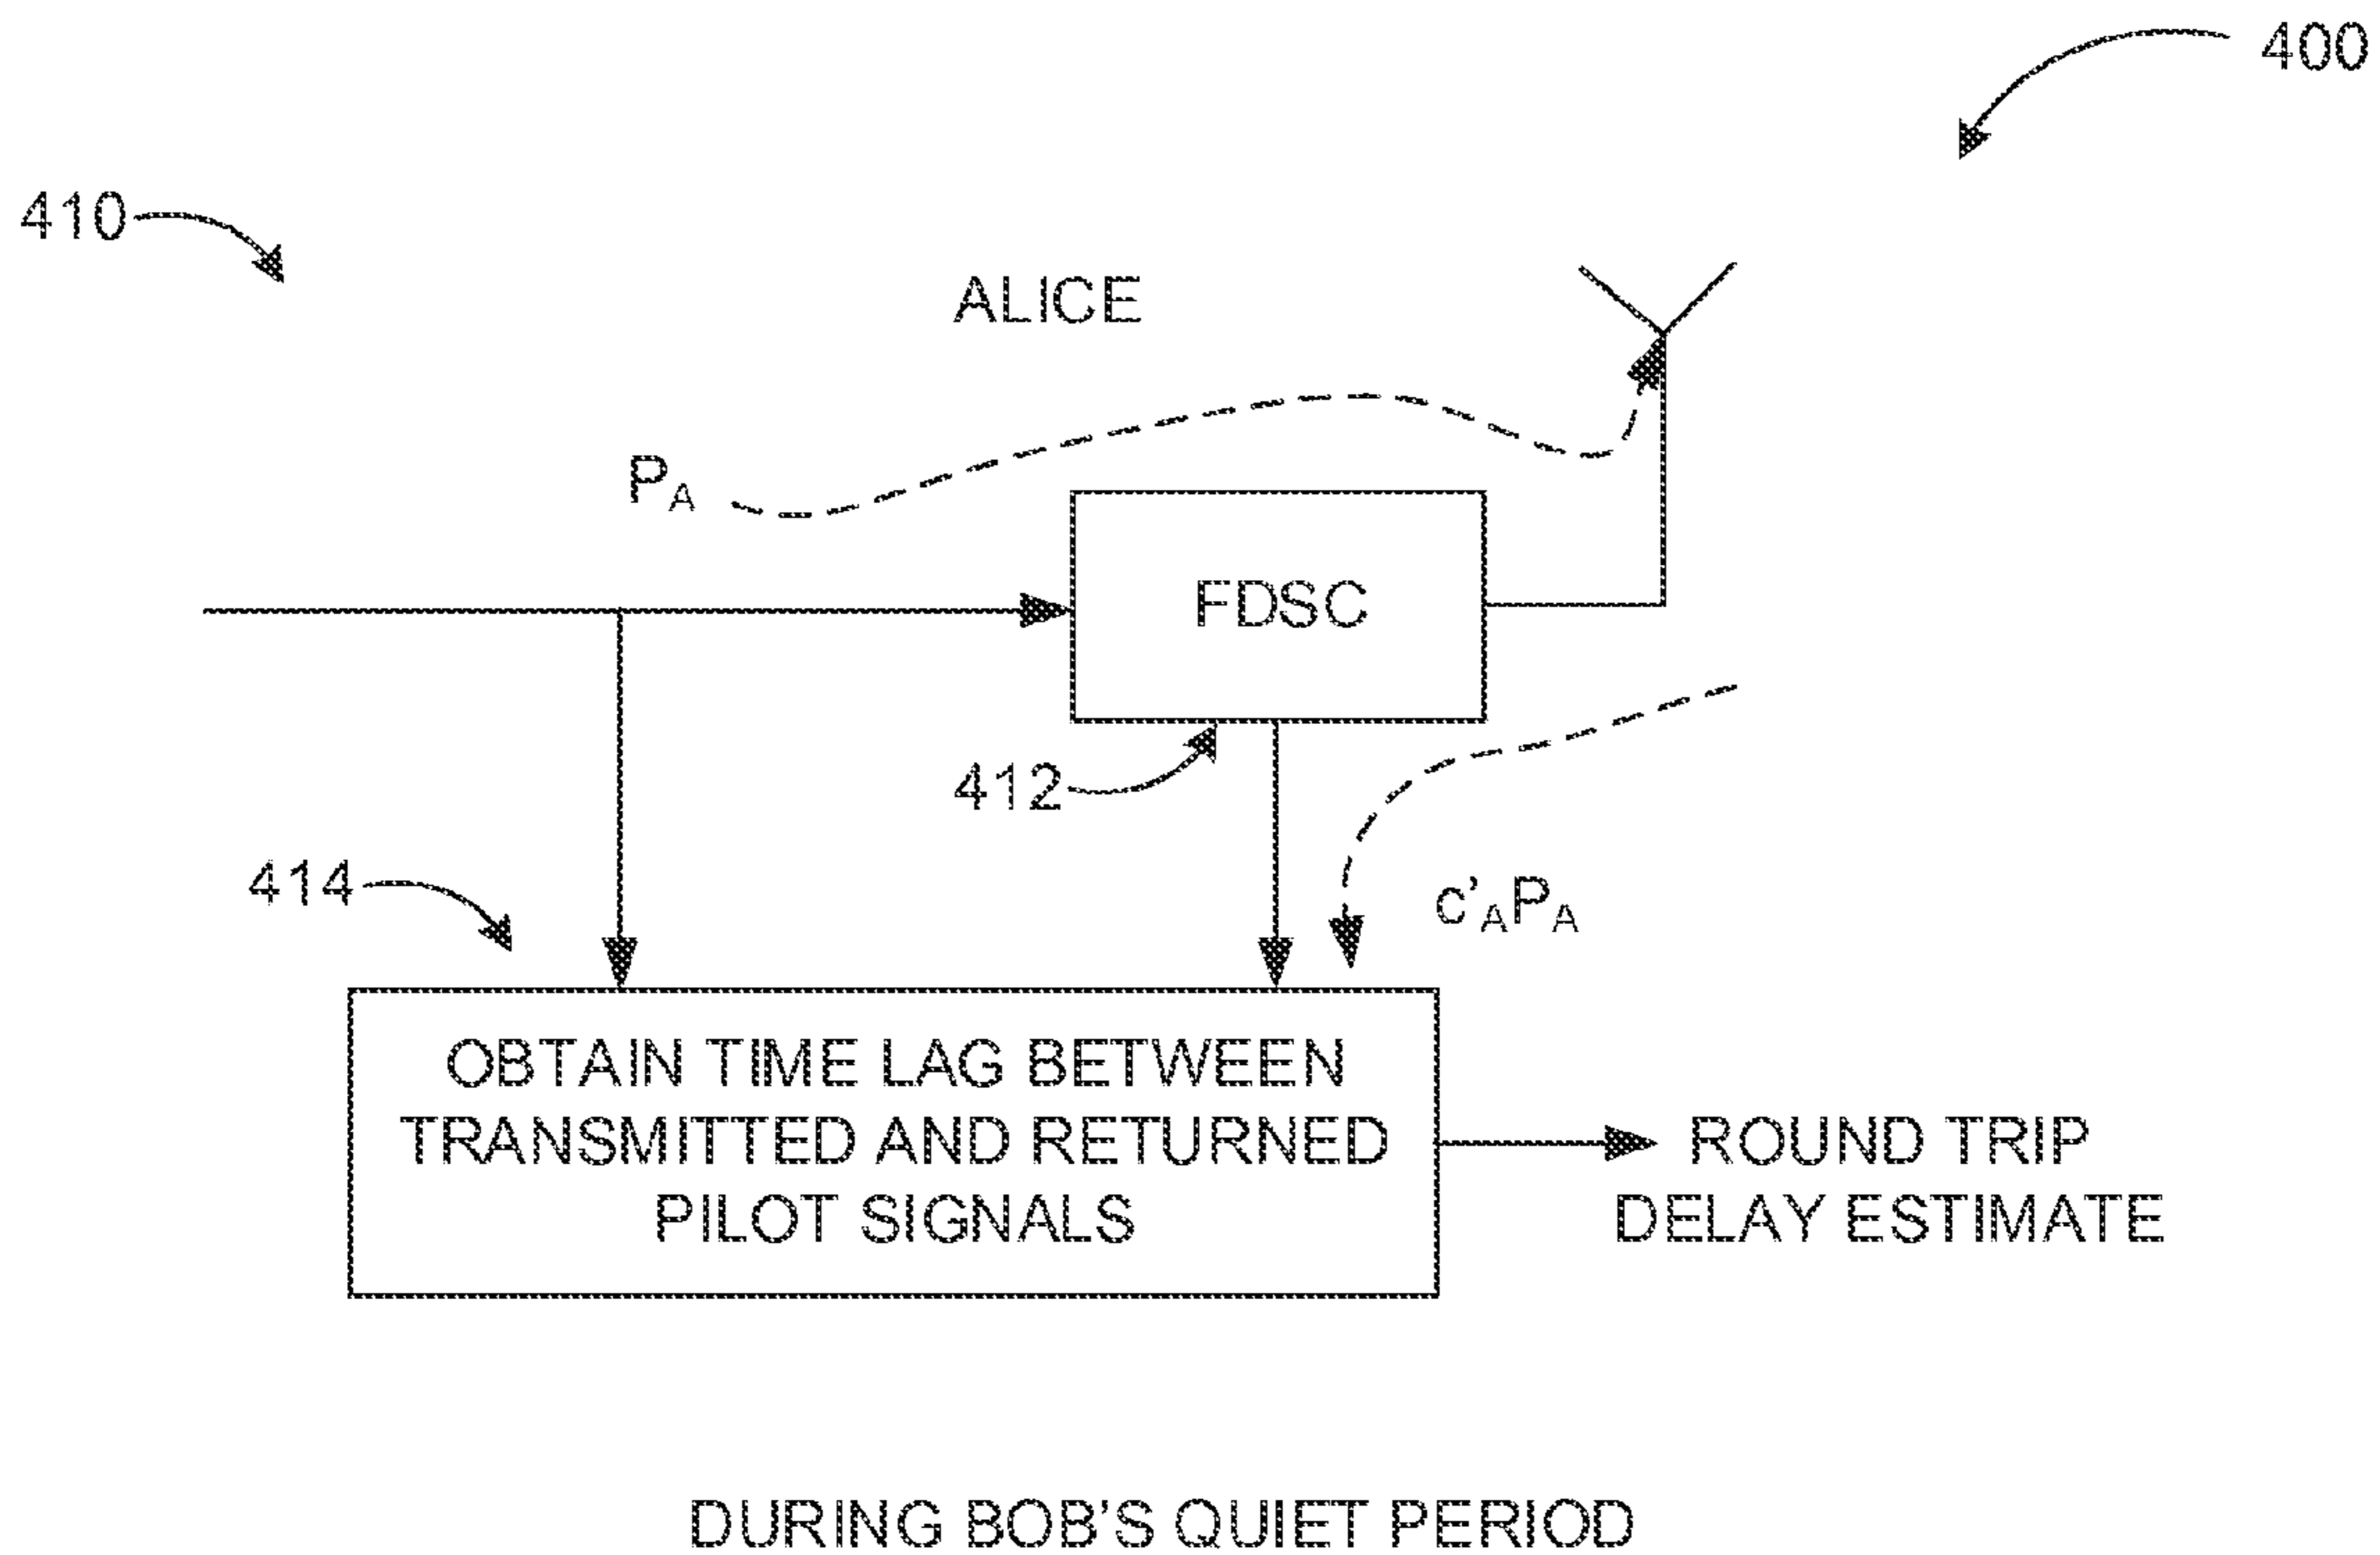 400
410
ALICE
PA
FDSC
412
414
c’APA
OBTAIN TIME LAG BETWEEN
TRANSMITTED AND RETURNED
PILOT SIGNALS
ROUND TRIP
DELAY ESTIMATE
DURING BOB’S QUIET PERIOD